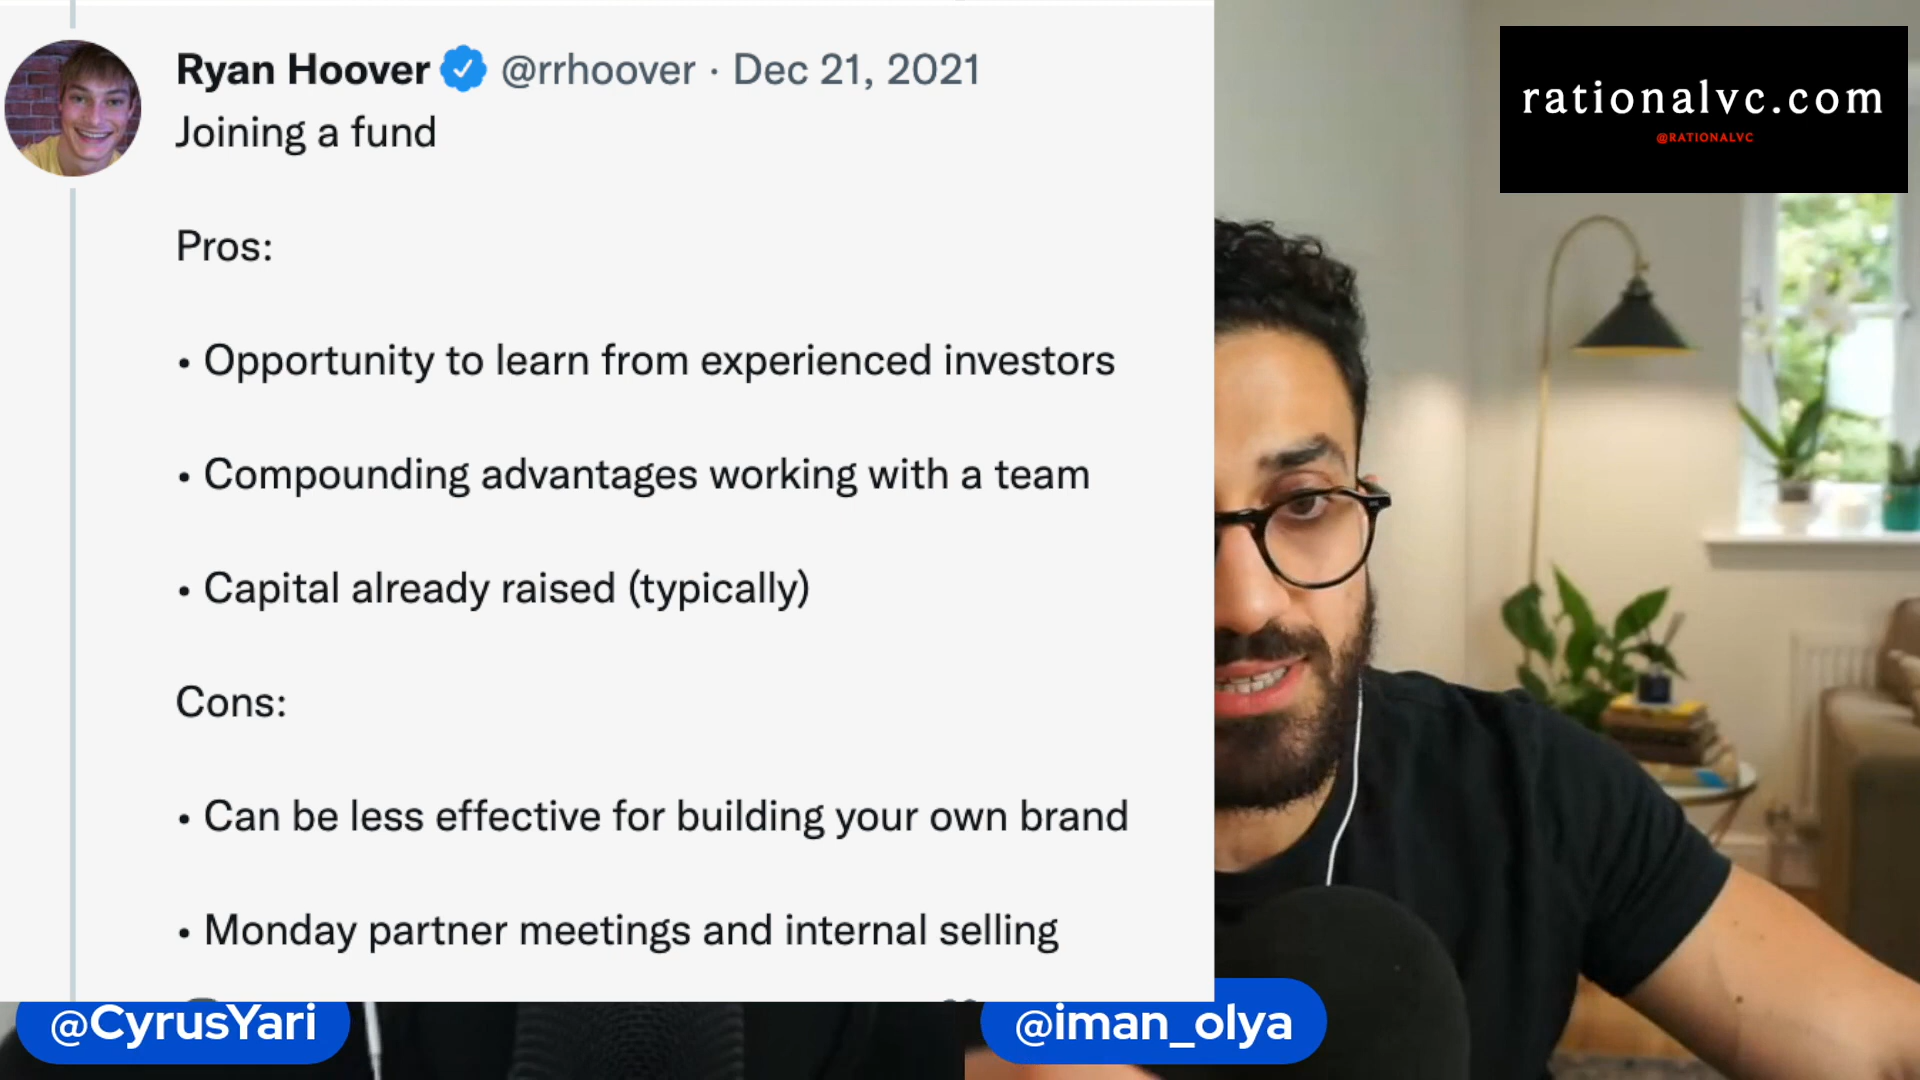 Ryan Hoover @rrhoover · Dec 21, 2021
Joining a fund
Pros:
• Opportunity to learn from experienced investors
• Compounding advantages working with a team
• Capital already raised (typically)
Cons:
• Can be less effective for building your own brand
• Monday partner meetings and internal selling
rationalvc.com
@RATIONALVC
@CyrusYari
@iman_olya